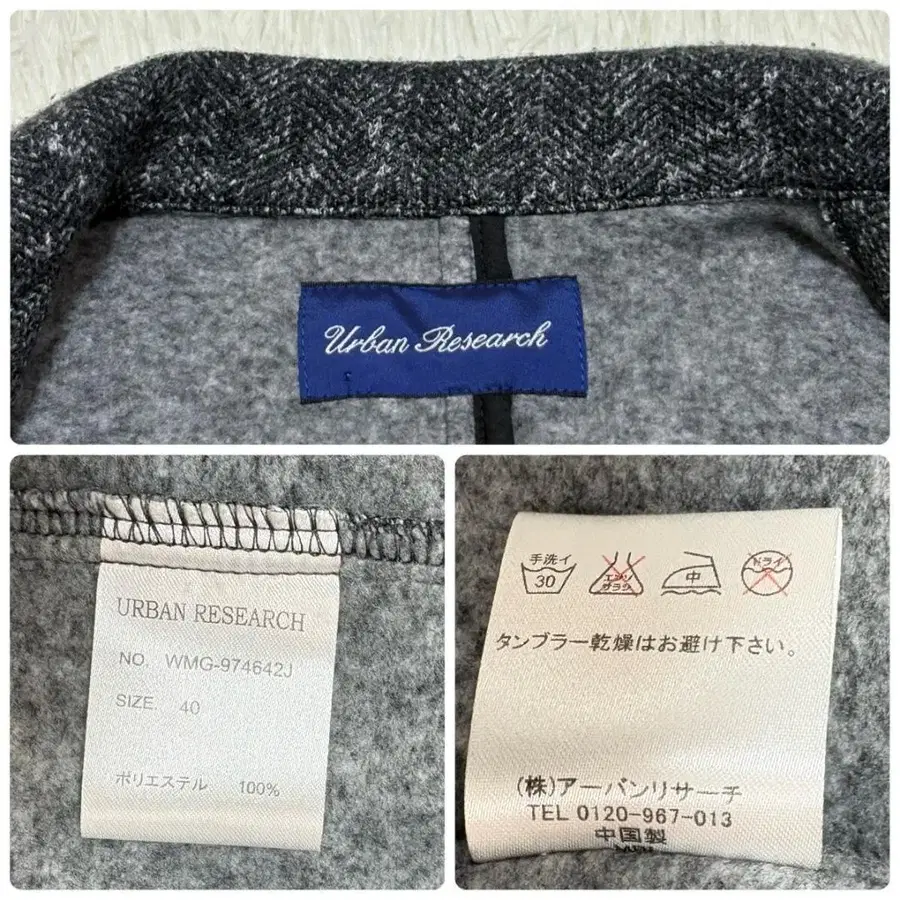 Urban Research
URBAN RESEARCH
NO. WMG-974642J
SIZE. 40
ポリエステル 100%
手洗イ 30
エンソサラシ
中
ドライ
タンブラー乾燥はお避け下さい。
(株)アーバンリサーチ
TEL 0120-967-013
中国製